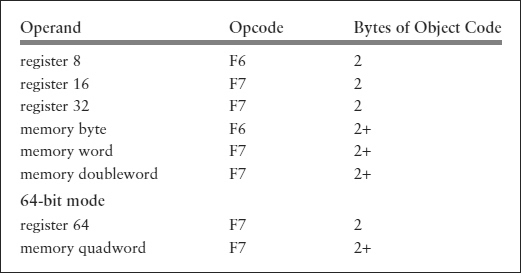 Operand Opcode Bytes of Object Code
register 8 F6 2
register 16 F7 2
register 32 F7 2
memory byte F6 2+
memory word F7 2+
memory doubleword F7 2+
64-bit mode
register 64 F7 2
memory quadword F7 2+